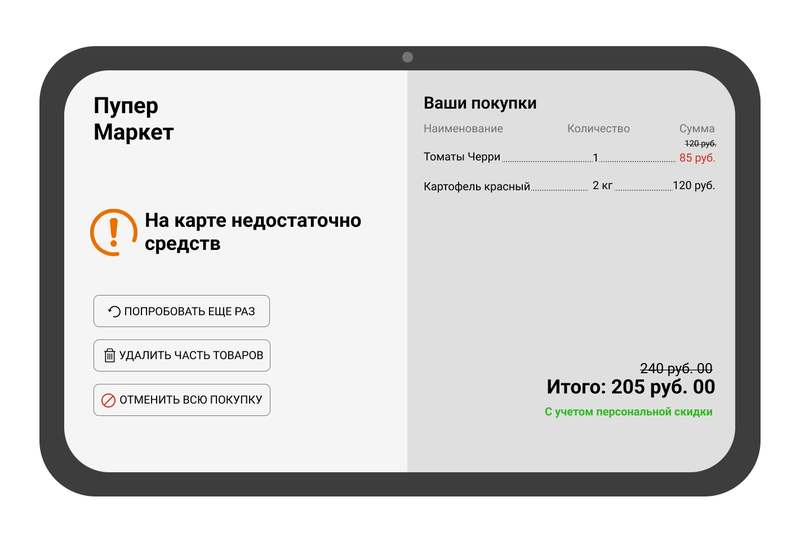 Пупер
Маркет
На карте недостаточно
средств
ПОПРОБОВАТЬ ЕЩЕ РАЗ
УДАЛИТЬ ЧАСТЬ ТОВАРОВ
ОТМЕНИТЬ ВСЮ ПОКУПКУ
Ваши покупки
Наименование Количество Сумма
120 руб.
Томаты Черри 1 85 руб.
Картофель красный 2 кг 120 руб.
240 руб. 00
Итого: 205 руб. 00
С учетом персональной скидки